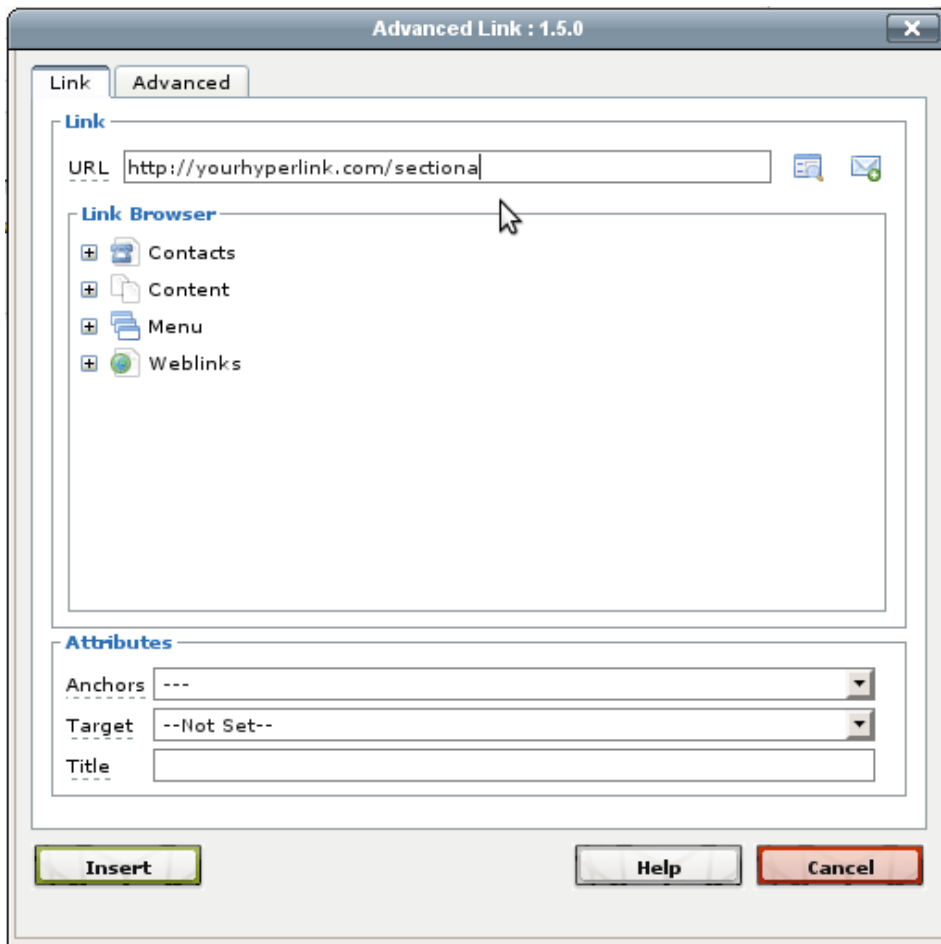 Advanced Link : 1.5.0
Link Advanced
Link
URL http://yourhyperlink.com/sectiona
Link Browser
Contacts
Content
Menu
Weblinks
Attributes
Anchors ---
Target --Not Set--
Title
Insert Help Cancel